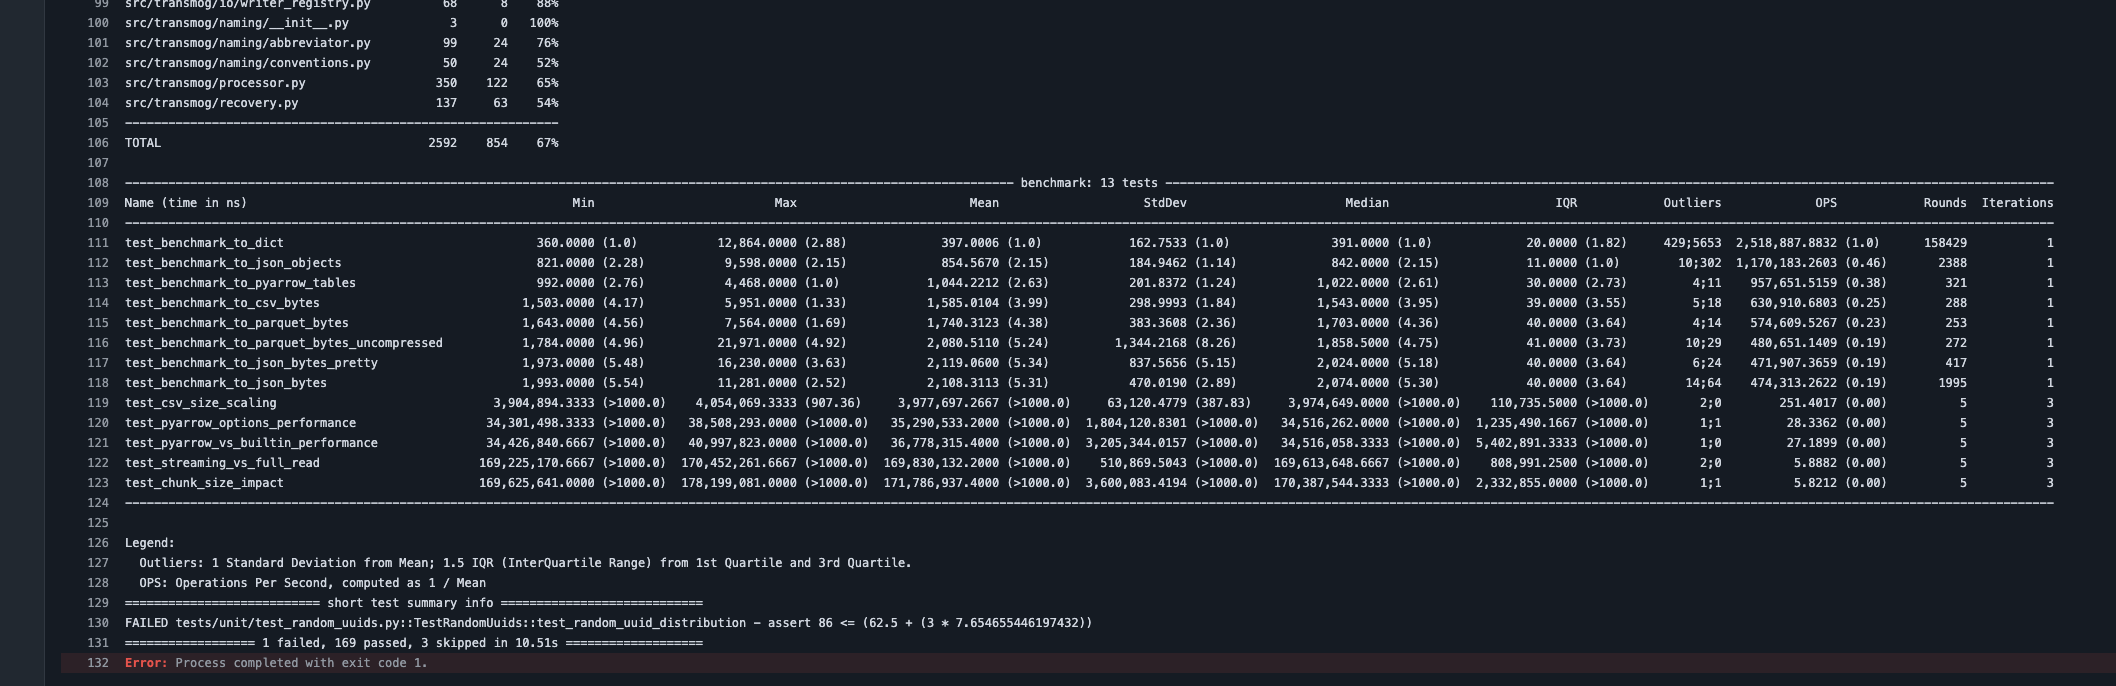 99 src/transmog/io/writer_registry.py 68 8 88%
100 src/transmog/naming/__init__.py 3 0 100%
101 src/transmog/naming/abbreviator.py 99 24 76%
102 src/transmog/naming/conventions.py 50 24 52%
103 src/transmog/processor.py 350 122 65%
104 src/transmog/recovery.py 137 63 54%
105 ------------------------------------------------------------
106 TOTAL 2592 854 67%
107
108 ---------------------------------------- benchmark: 13 tests ----------------------------------------
109 Name (time in ns) Min Max Mean StdDev Median IQR Outliers OPS Rounds Iterations
110 ------------------------------------------------------------
111 test_benchmark_to_dict 360.0000 (1.0) 12,864.0000 (2.88) 397.0006 (1.0) 162.7533 (1.0) 391.0000 (1.0) 20.0000 (1.82) 429;5653 2,518,887.8832 (1.0) 158429 1
112 test_benchmark_to_json_objects 821.0000 (2.28) 9,598.0000 (2.15) 854.5670 (2.15) 184.9462 (1.14) 842.0000 (2.15) 11.0000 (1.0) 10;302 1,170,183.2603 (0.46) 2388 1
113 test_benchmark_to_pyarrow_tables 992.0000 (2.76) 4,468.0000 (1.0) 1,044.2212 (2.63) 201.8372 (1.24) 1,022.0000 (2.61) 30.0000 (2.73) 4;11 957,651.5159 (0.38) 321 1
114 test_benchmark_to_csv_bytes 1,503.0000 (4.17) 5,951.0000 (1.33) 1,585.0104 (3.99) 298.9993 (1.84) 1,543.0000 (3.95) 39.0000 (3.55) 5;18 630,910.6803 (0.25) 288 1
115 test_benchmark_to_parquet_bytes 1,643.0000 (4.56) 7,564.0000 (1.69) 1,740.3123 (4.38) 383.3608 (2.36) 1,703.0000 (4.36) 40.0000 (3.64) 4;14 574,609.5267 (0.23) 253 1
116 test_benchmark_to_parquet_bytes_uncompressed 1,784.0000 (4.96) 21,971.0000 (4.92) 2,080.5110 (5.24) 1,344.2168 (8.26) 1,858.5000 (4.75) 41.0000 (3.73) 10;29 480,651.1409 (0.19) 272 1
117 test_benchmark_to_json_bytes_pretty 1,973.0000 (5.48) 16,230.0000 (3.63) 2,119.0600 (5.34) 837.5656 (5.15) 2,024.0000 (5.18) 40.0000 (3.64) 6;24 471,907.3659 (0.19) 417 1
118 test_benchmark_to_json_bytes 1,993.0000 (5.54) 11,281.0000 (2.52) 2,108.3113 (5.31) 470.0190 (2.89) 2,074.0000 (5.30) 40.0000 (3.64) 14;64 474,313.2622 (0.19) 1995 1
119 test_csv_size_scaling 3,904,894.3333 (>1000.0) 4,054,069.3333 (907.36) 3,977,697.2667 (>1000.0) 63,120.4779 (387.83) 3,974,649.0000 (>1000.0) 110,735.5000 (>1000.0) 2;0 251.4017 (0.00) 5 3
120 test_pyarrow_options_performance 34,301,498.3333 (>1000.0) 38,508,293.0000 (>1000.0) 35,290,533.2000 (>1000.0) 1,804,120.8301 (>1000.0) 34,516,262.0000 (>1000.0) 1,235,490.1667 (>1000.0) 1;1 28.3362 (0.00) 5 3
121 test_pyarrow_vs_builtin_performance 34,426,840.6667 (>1000.0) 40,997,823.0000 (>1000.0) 36,778,315.4000 (>1000.0) 3,205,344.0157 (>1000.0) 34,516,058.3333 (>1000.0) 5,402,891.3333 (>1000.0) 1;0 27.1899 (0.00) 5 3
122 test_streaming_vs_full_read 169,225,170.6667 (>1000.0) 170,452,261.6667 (>1000.0) 169,830,132.2000 (>1000.0) 510,869.5043 (>1000.0) 169,613,648.6667 (>1000.0) 808,991.2500 (>1000.0) 2;0 5.8882 (0.00) 5 3
123 test_chunk_size_impact 169,625,641.0000 (>1000.0) 178,199,081.0000 (>1000.0) 171,786,937.4000 (>1000.0) 3,600,083.4194 (>1000.0) 170,387,544.3333 (>1000.0) 2,332,855.0000 (>1000.0) 1;1 5.8212 (0.00) 5 3
124 ------------------------------------------------------------
125
126 Legend:
127 Outliers: 1 Standard Deviation from Mean; 1.5 IQR (InterQuartile Range) from 1st Quartile and 3rd Quartile.
128 OPS: Operations Per Second, computed as 1 / Mean
129 =========================== short test summary info ============================
130 FAILED tests/unit/test_random_uuids.py::TestRandomUuids::test_random_uuid_distribution - assert 86 <= (62.5 + (3 * 7.654655446197432))
131 ================== 1 failed, 169 passed, 3 skipped in 10.51s ===================
132 Error: Process completed with exit code 1.